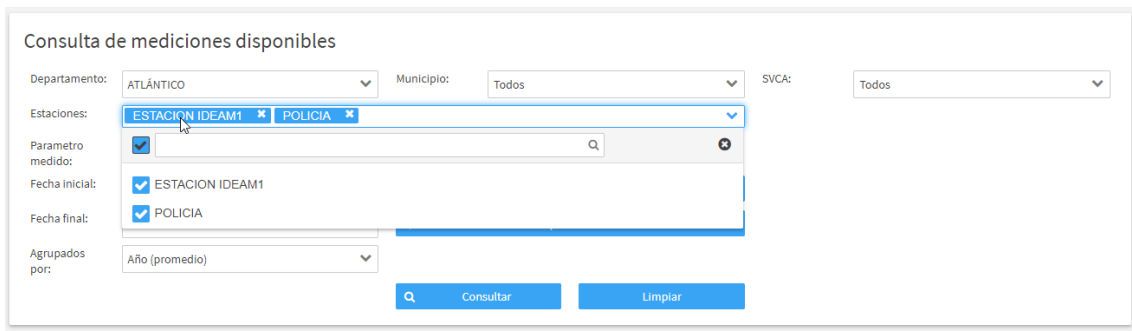 Consulta de mediciones disponibles
Departamento: ATLÁNTICO Municipio: Todos SVCA: Todos
Estaciones: ESTACION IDEAM1 POLICIA
Parametro
medido:
Fecha inicial: ESTACION IDEAM1
Fecha final: POLICIA
Agrupados
por: Año (promedio)
Consultar Limpiar